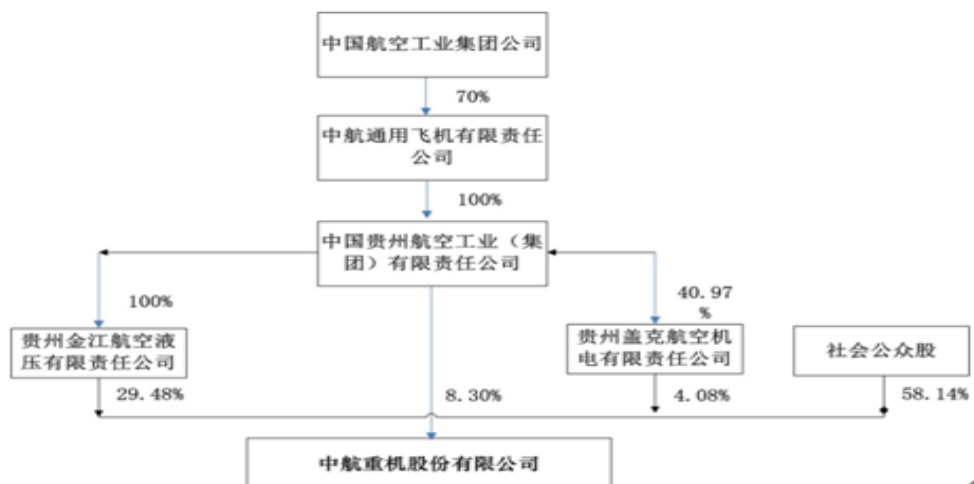 中国航空工业集团公司
70%
中航通用飞机有限责任
公司
100%
中国贵州航空工业（集
团）有限责任公司
100%
40.97
%
贵州金江航空液
压有限责任公司
贵州盖克航空机
电有限责任公司
社会公众股
29.48%
8.30%
4.08%
58.14%
中航重机股份有限公司